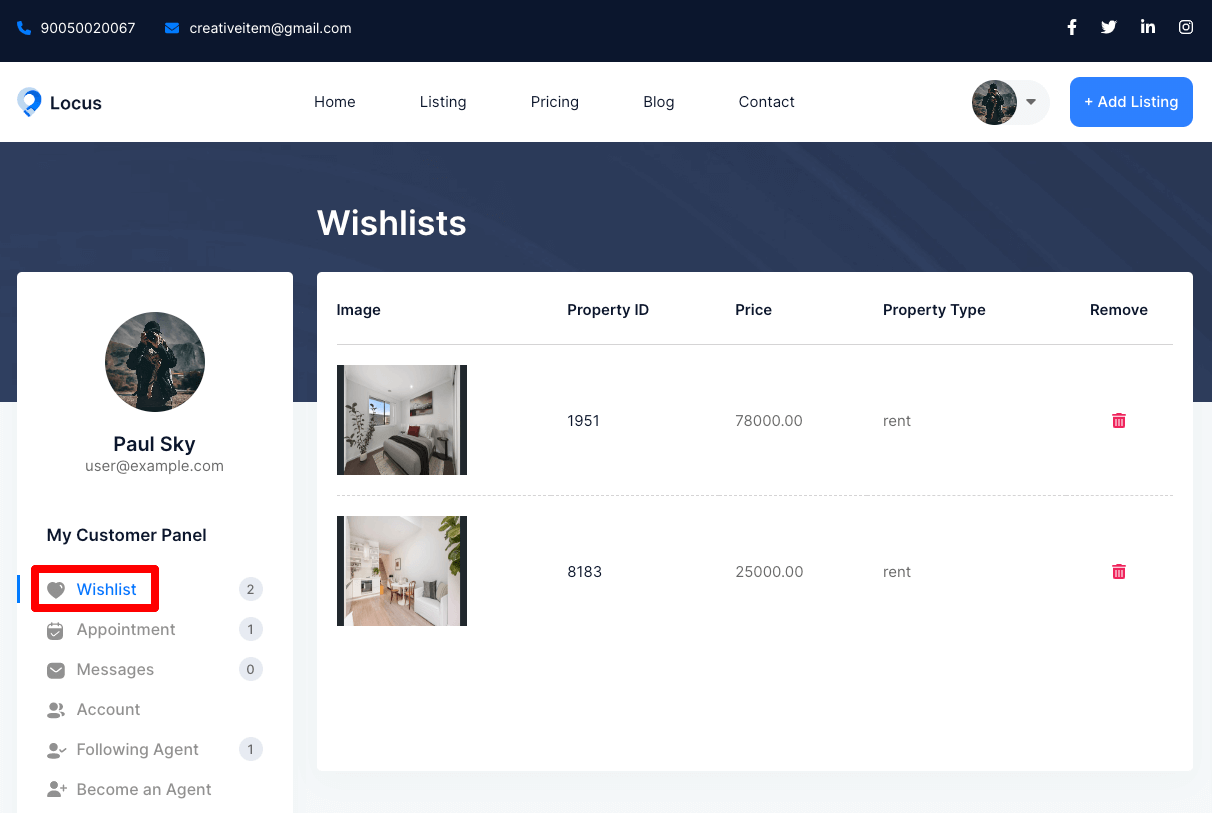 90050020067 creativeitem@gmail.com
Locus Home Listing Pricing Blog Contact + Add Listing
Wishlists
Paul Sky
user@example.com
My Customer Panel
Wishlist 2
Appointment 1
Messages 0
Account
Following Agent 1
Become an Agent
Image Property ID Price Property Type Remove
1951 78000.00 rent
8183 25000.00 rent